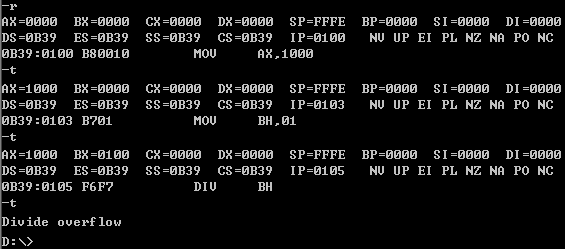 -r
AX=0000 BX=0000 CX=0000 DX=0000 SP=FFFE BP=0000 SI=0000 DI=0000
DS=0B39 ES=0B39 SS=0B39 CS=0B39 IP=0100 NV UP EI PL NZ NA PO NC
0B39:0100 B80010 MOV AX,1000
-t
AX=1000 BX=0000 CX=0000 DX=0000 SP=FFFE BP=0000 SI=0000 DI=0000
DS=0B39 ES=0B39 SS=0B39 CS=0B39 IP=0103 NV UP EI PL NZ NA PO NC
0B39:0103 B701 MOV BH,01
-t
AX=1000 BX=0100 CX=0000 DX=0000 SP=FFFE BP=0000 SI=0000 DI=0000
DS=0B39 ES=0B39 SS=0B39 CS=0B39 IP=0105 NV UP EI PL NZ NA PO NC
0B39:0105 F6F7 DIV BH
-t
Divide overflow
D:\>